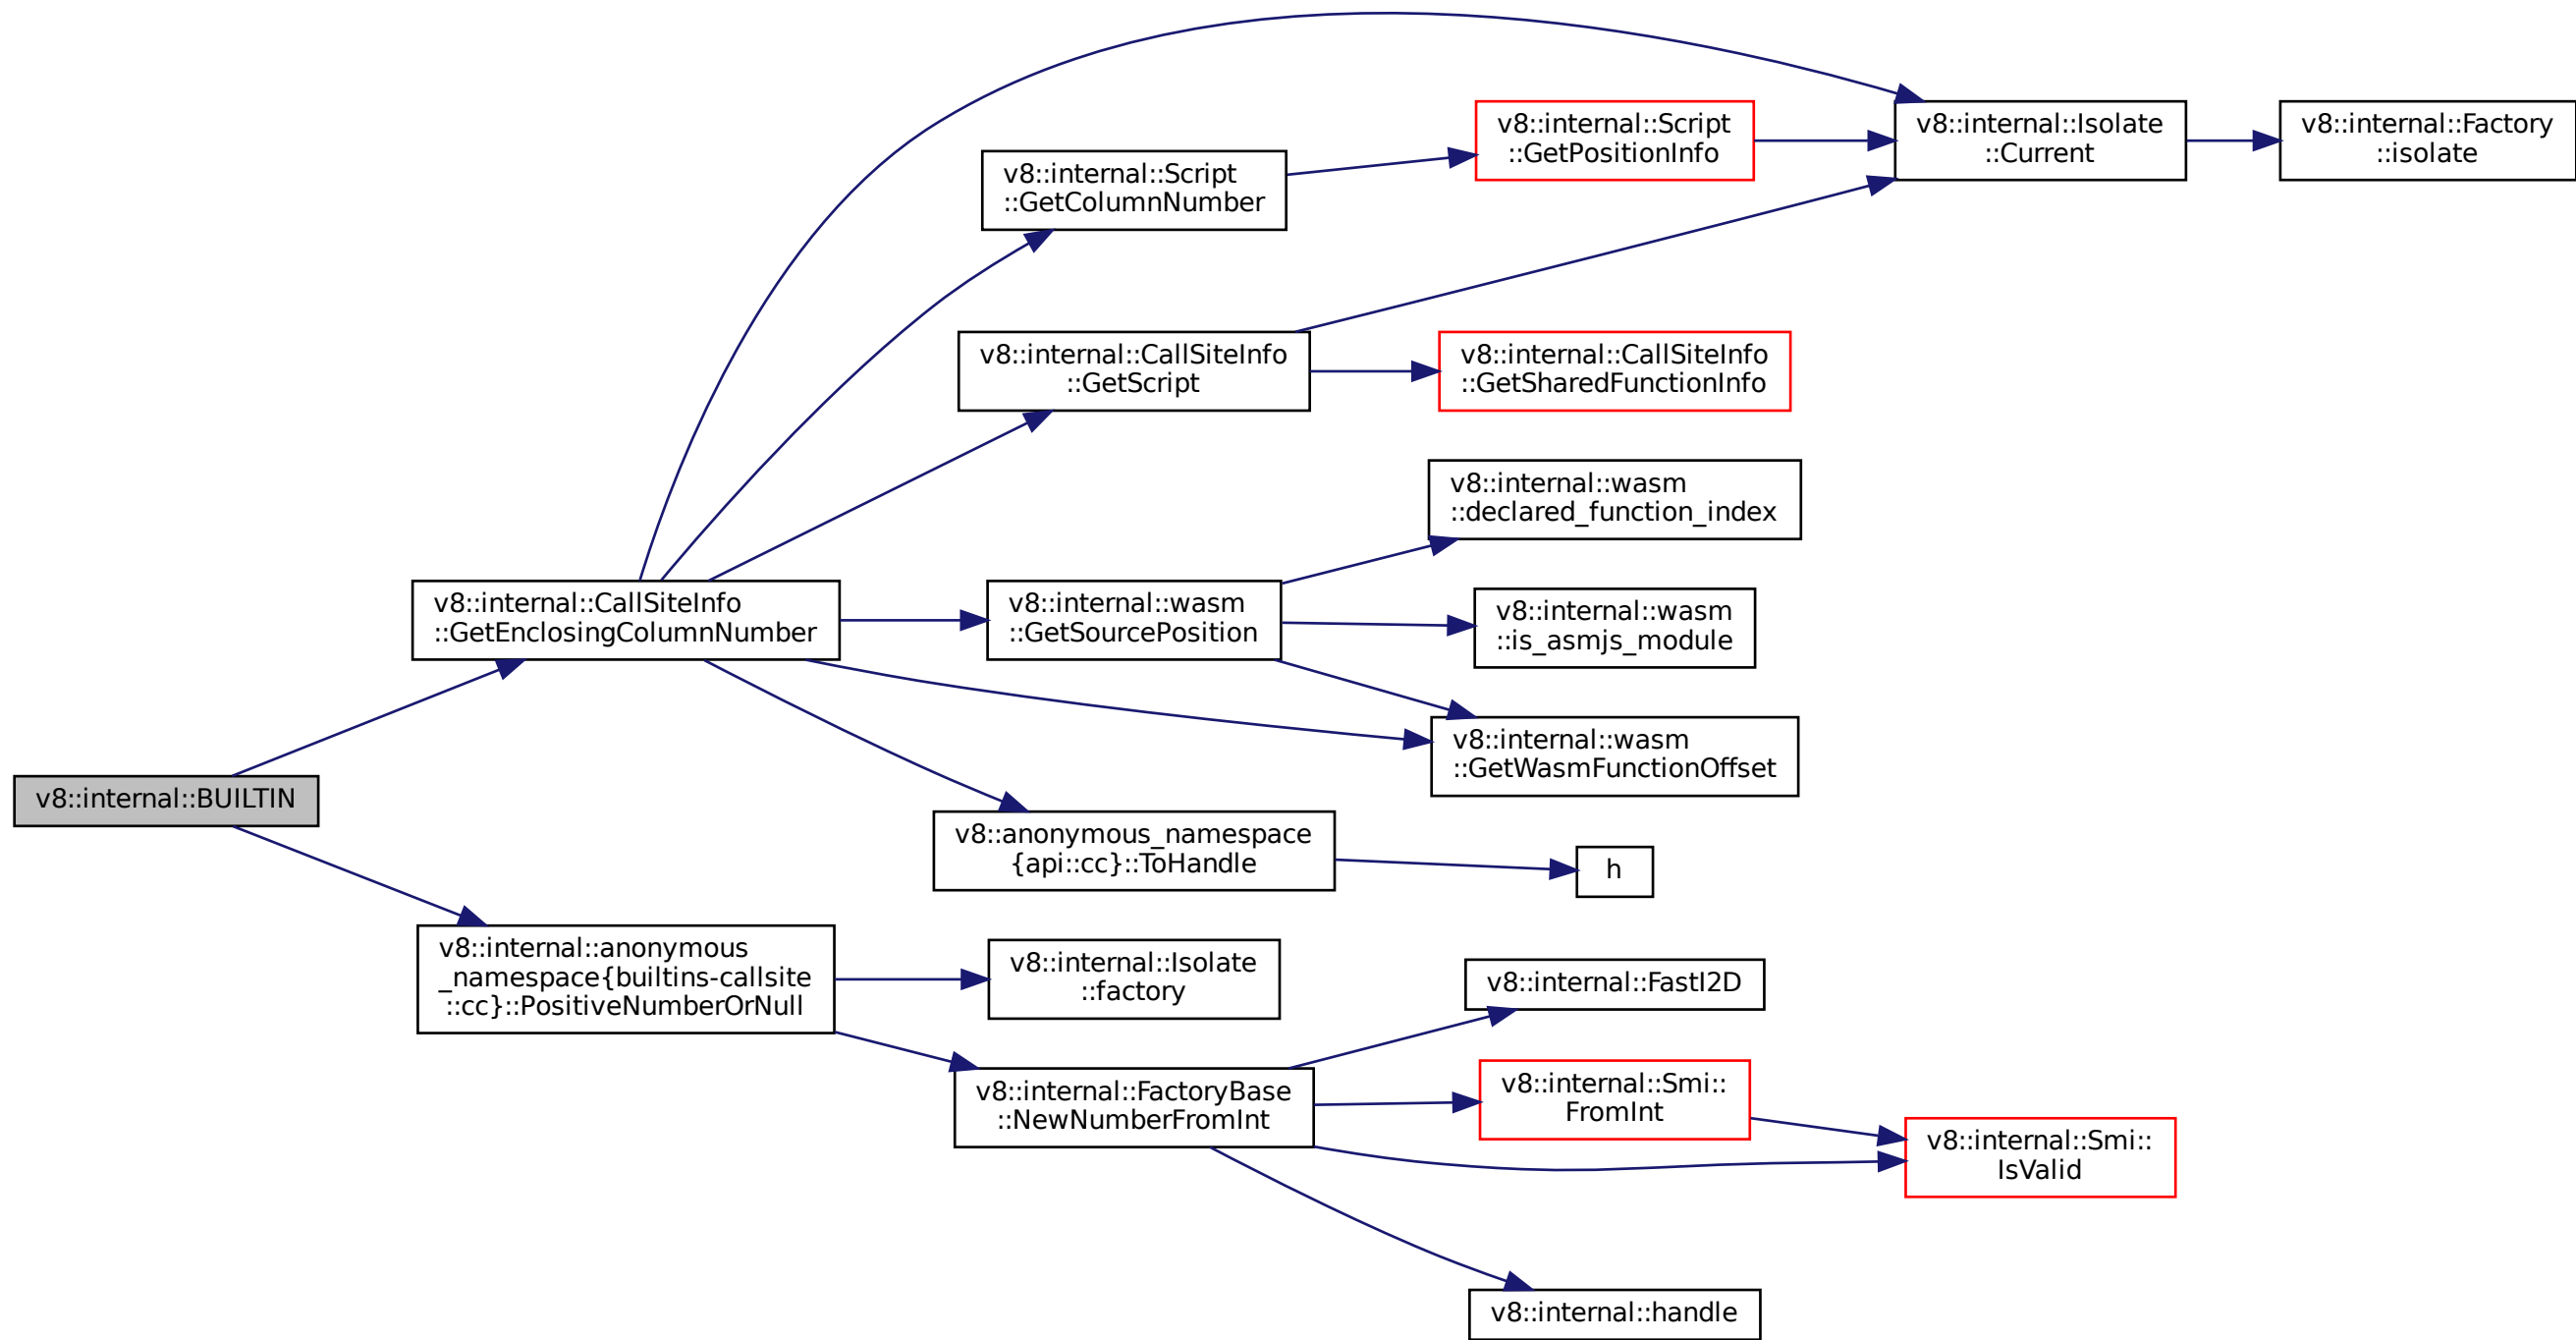 v8::internal::BUILTIN
v8::internal::CallSiteInfo
::GetEnclosingColumnNumber
v8::internal::anonymous
_namespace{builtins-callsite
::cc}::PositiveNumberOrNull
v8::internal::Script
::GetColumnNumber
v8::internal::CallSiteInfo
::GetScript
v8::internal::wasm
::GetSourcePosition
v8::anonymous_namespace
{api::cc}::ToHandle
v8::internal::Isolate
::factory
v8::internal::FactoryBase
::NewNumberFromInt
v8::internal::Script
::GetPositionInfo
v8::internal::CallSiteInfo
::GetSharedFunctionInfo
v8::internal::wasm
::declared_function_index
v8::internal::wasm
::is_asmjs_module
v8::internal::wasm
::GetWasmFunctionOffset
h
v8::internal::FastI2D
v8::internal::Smi::
FromInt
v8::internal::handle
v8::internal::Isolate
::Current
v8::internal::Smi::
IsValid
v8::internal::Factory
::isolate